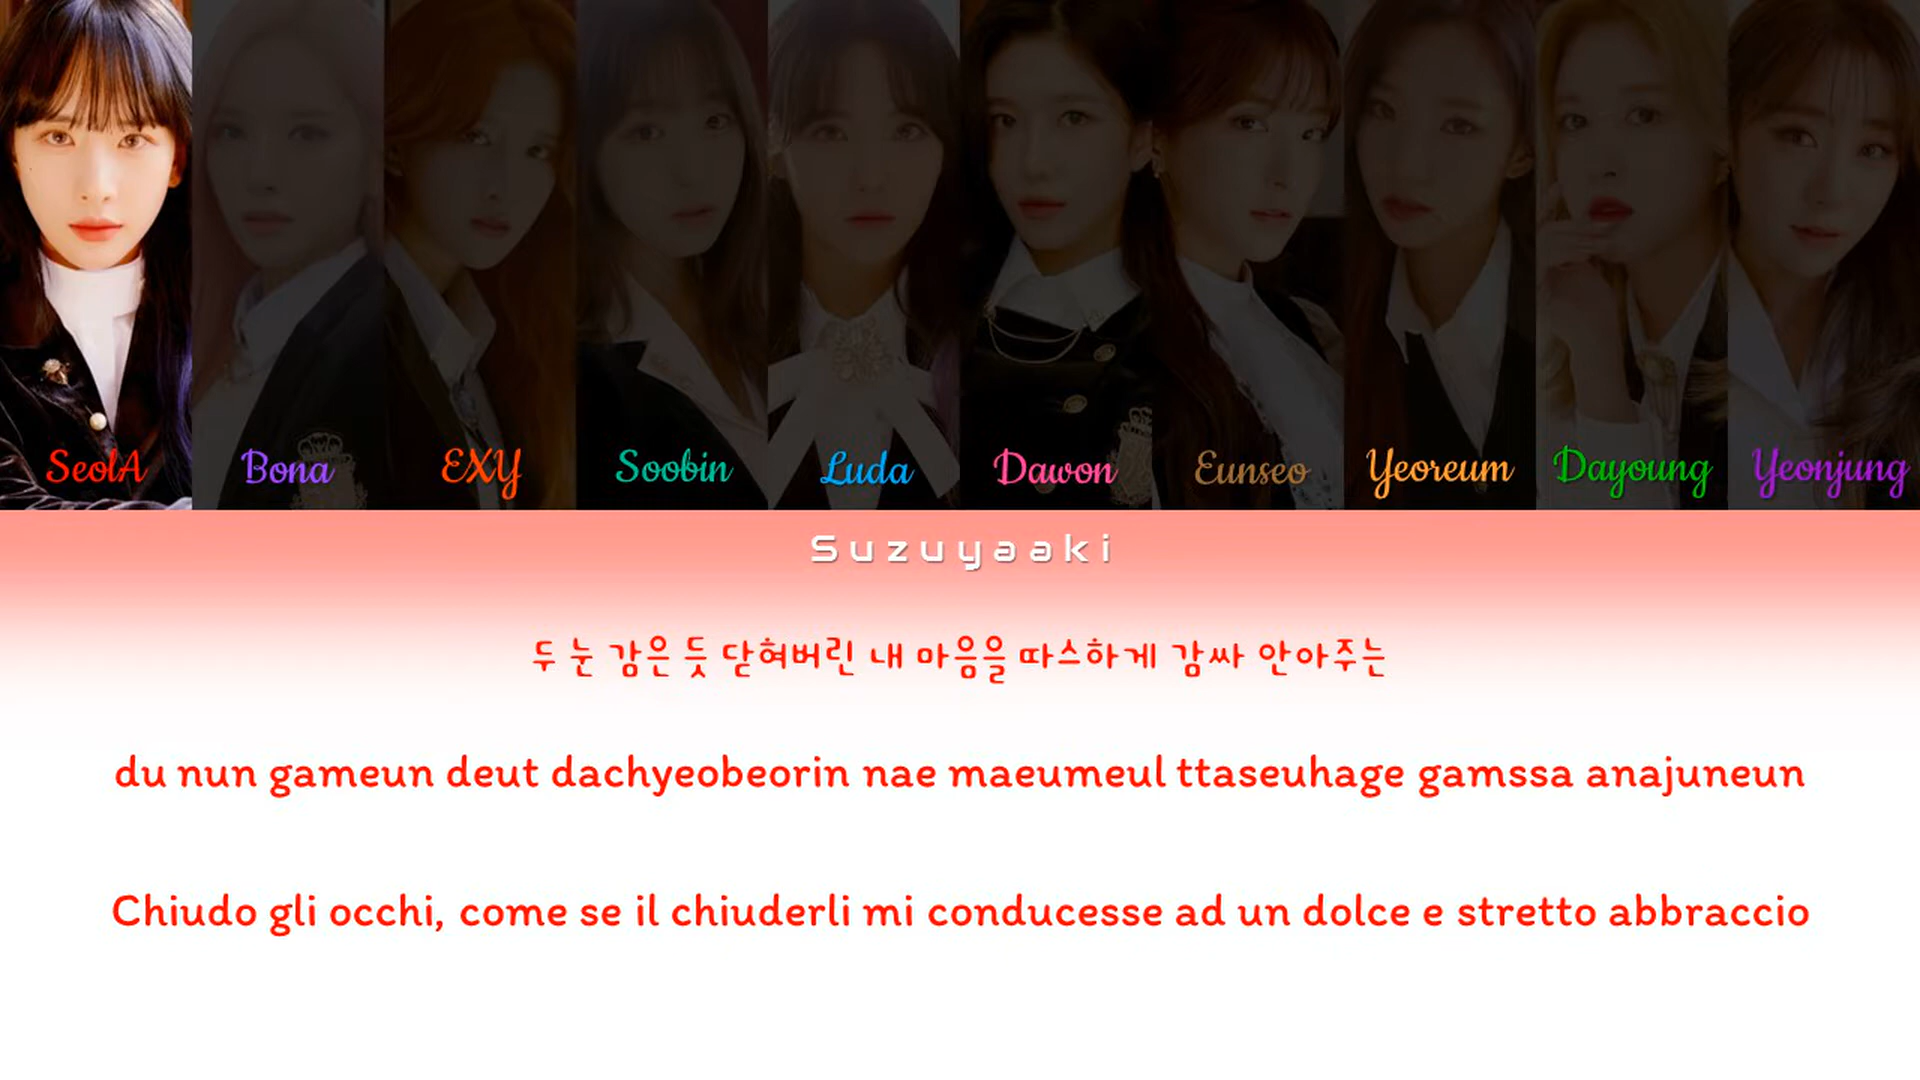 SeolA Bona EXY Soobin Luda Dawon Eunseo Yeoreum Dayoung Yeonjung
Suzuyaaki
두 눈 감은 듯 닫혀버린 내 마음을 따스하게 감싸 안아주는
du nun gameun deut dachyeobeorin nae maeumeul ttaseuhage gamssa anajuneun
Chiudo gli occhi, come se il chiuderli mi conducesse ad un dolce e stretto abbraccio